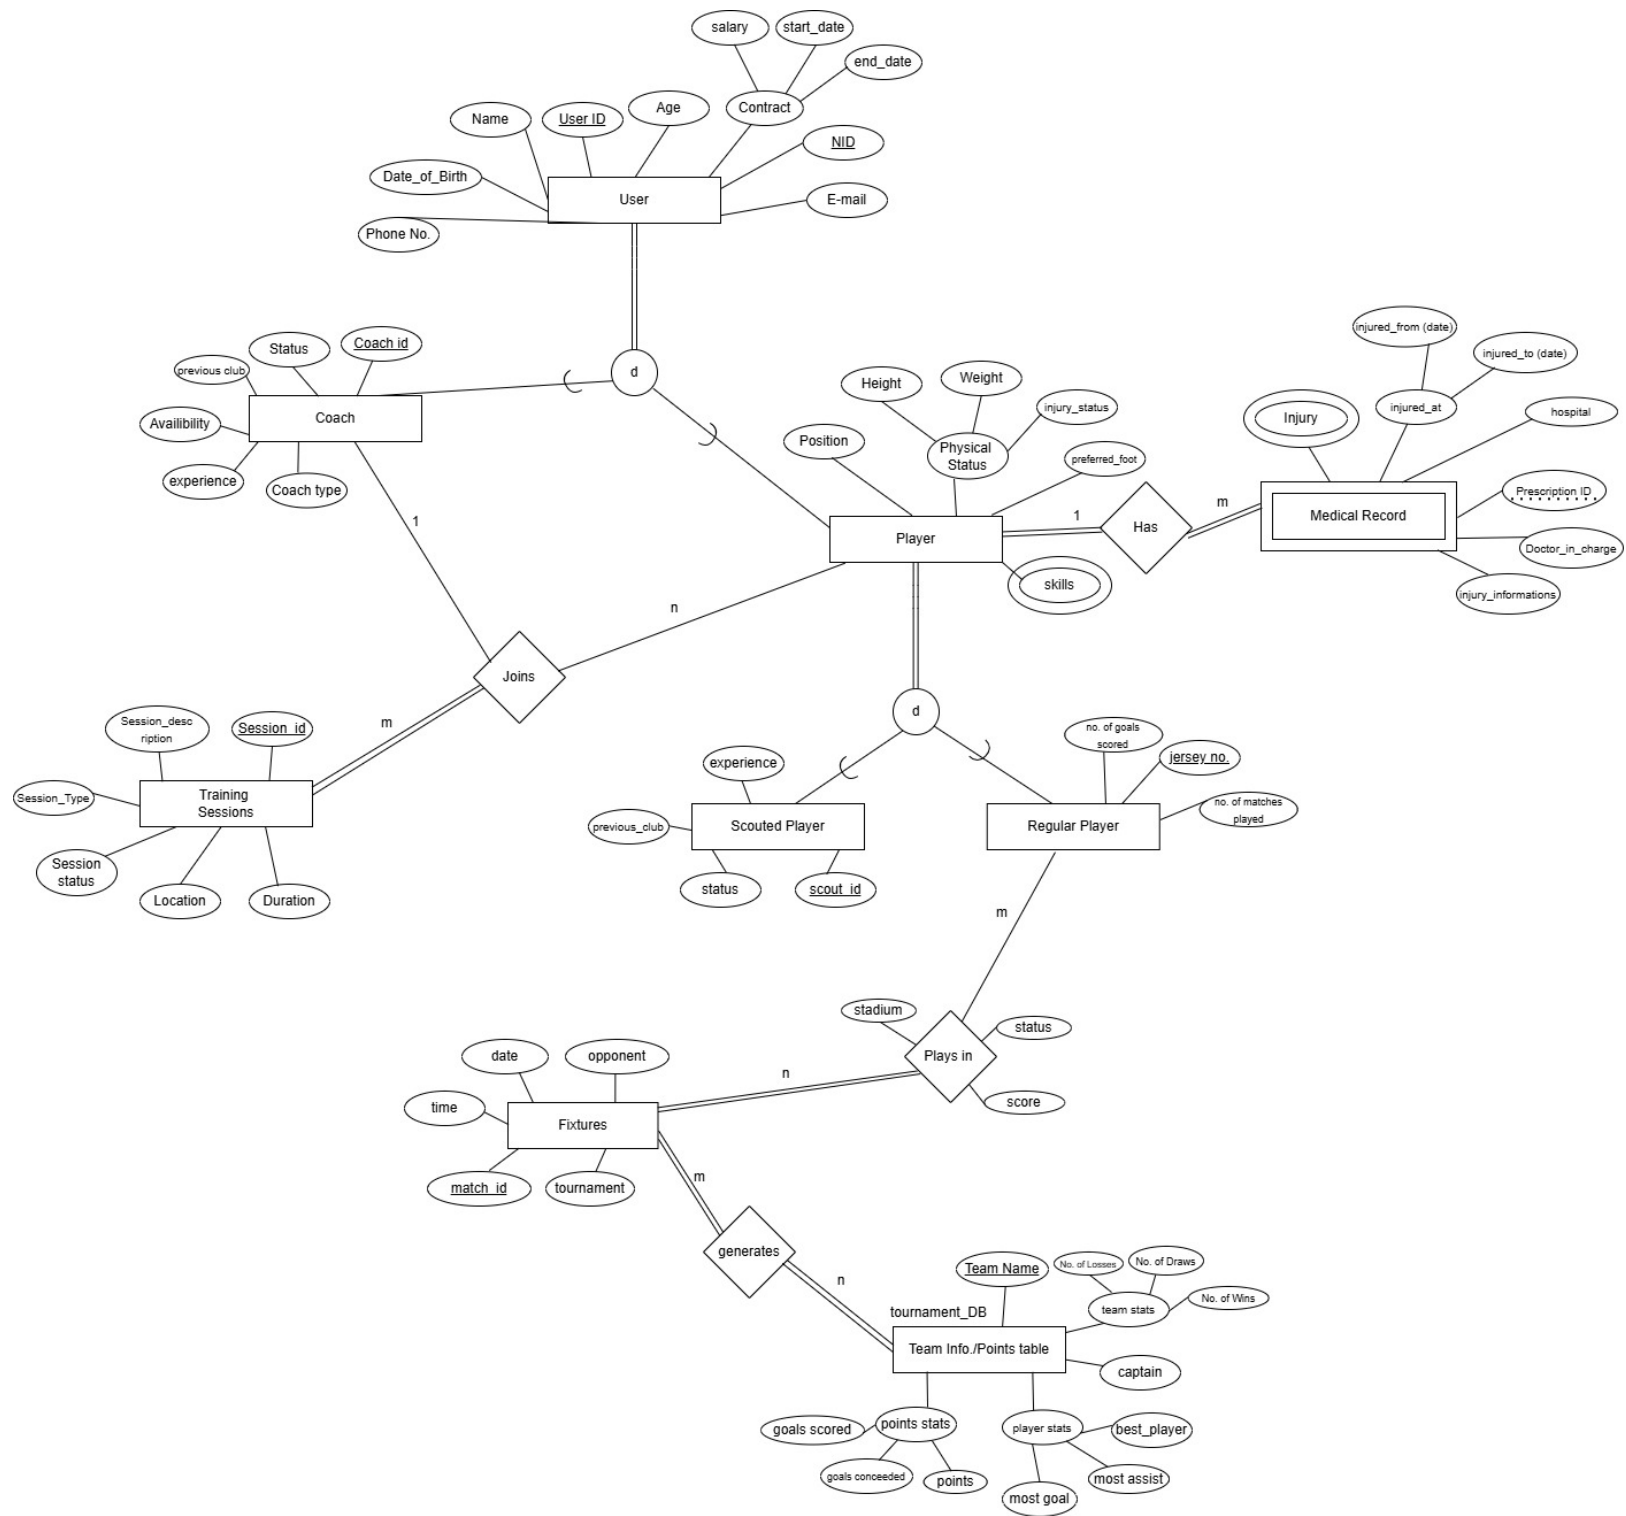 salary
start_date
end_date
Name
User ID
Age
Contract
NID
Date_of_Birth
User
E-mail
Phone No.
d
Status
Coach id
previous club
Coach
Availibility
experience
Coach type
1
Height
Weight
injury_status
Position
Physical
Status
preferred_foot
Player
1
Has
m
skills
injured_from (date)
injured_to (date)
Injury
injured_at
hospital
Medical Record
Prescription ID
Doctor_in_charge
injury_informations
n
Joins
m
Session_desc
ription
Session_id
Session_Type
Training
Sessions
Session
status
Location
Duration
d
experience
previous_club
Scouted Player
status
scout_id
no. of goals
scored
jersey no.
no. of matches
played
Regular Player
m
stadium
status
Plays in
score
n
date
opponent
time
Fixtures
match_id
tournament
m
generates
n
Team Name
No. of Losses
No. of Draws
No. of Wins
team stats
tournament_DB
Team Info./Points table
captain
goals scored
points stats
goals conceeded
points
player stats
best_player
most assist
most goal